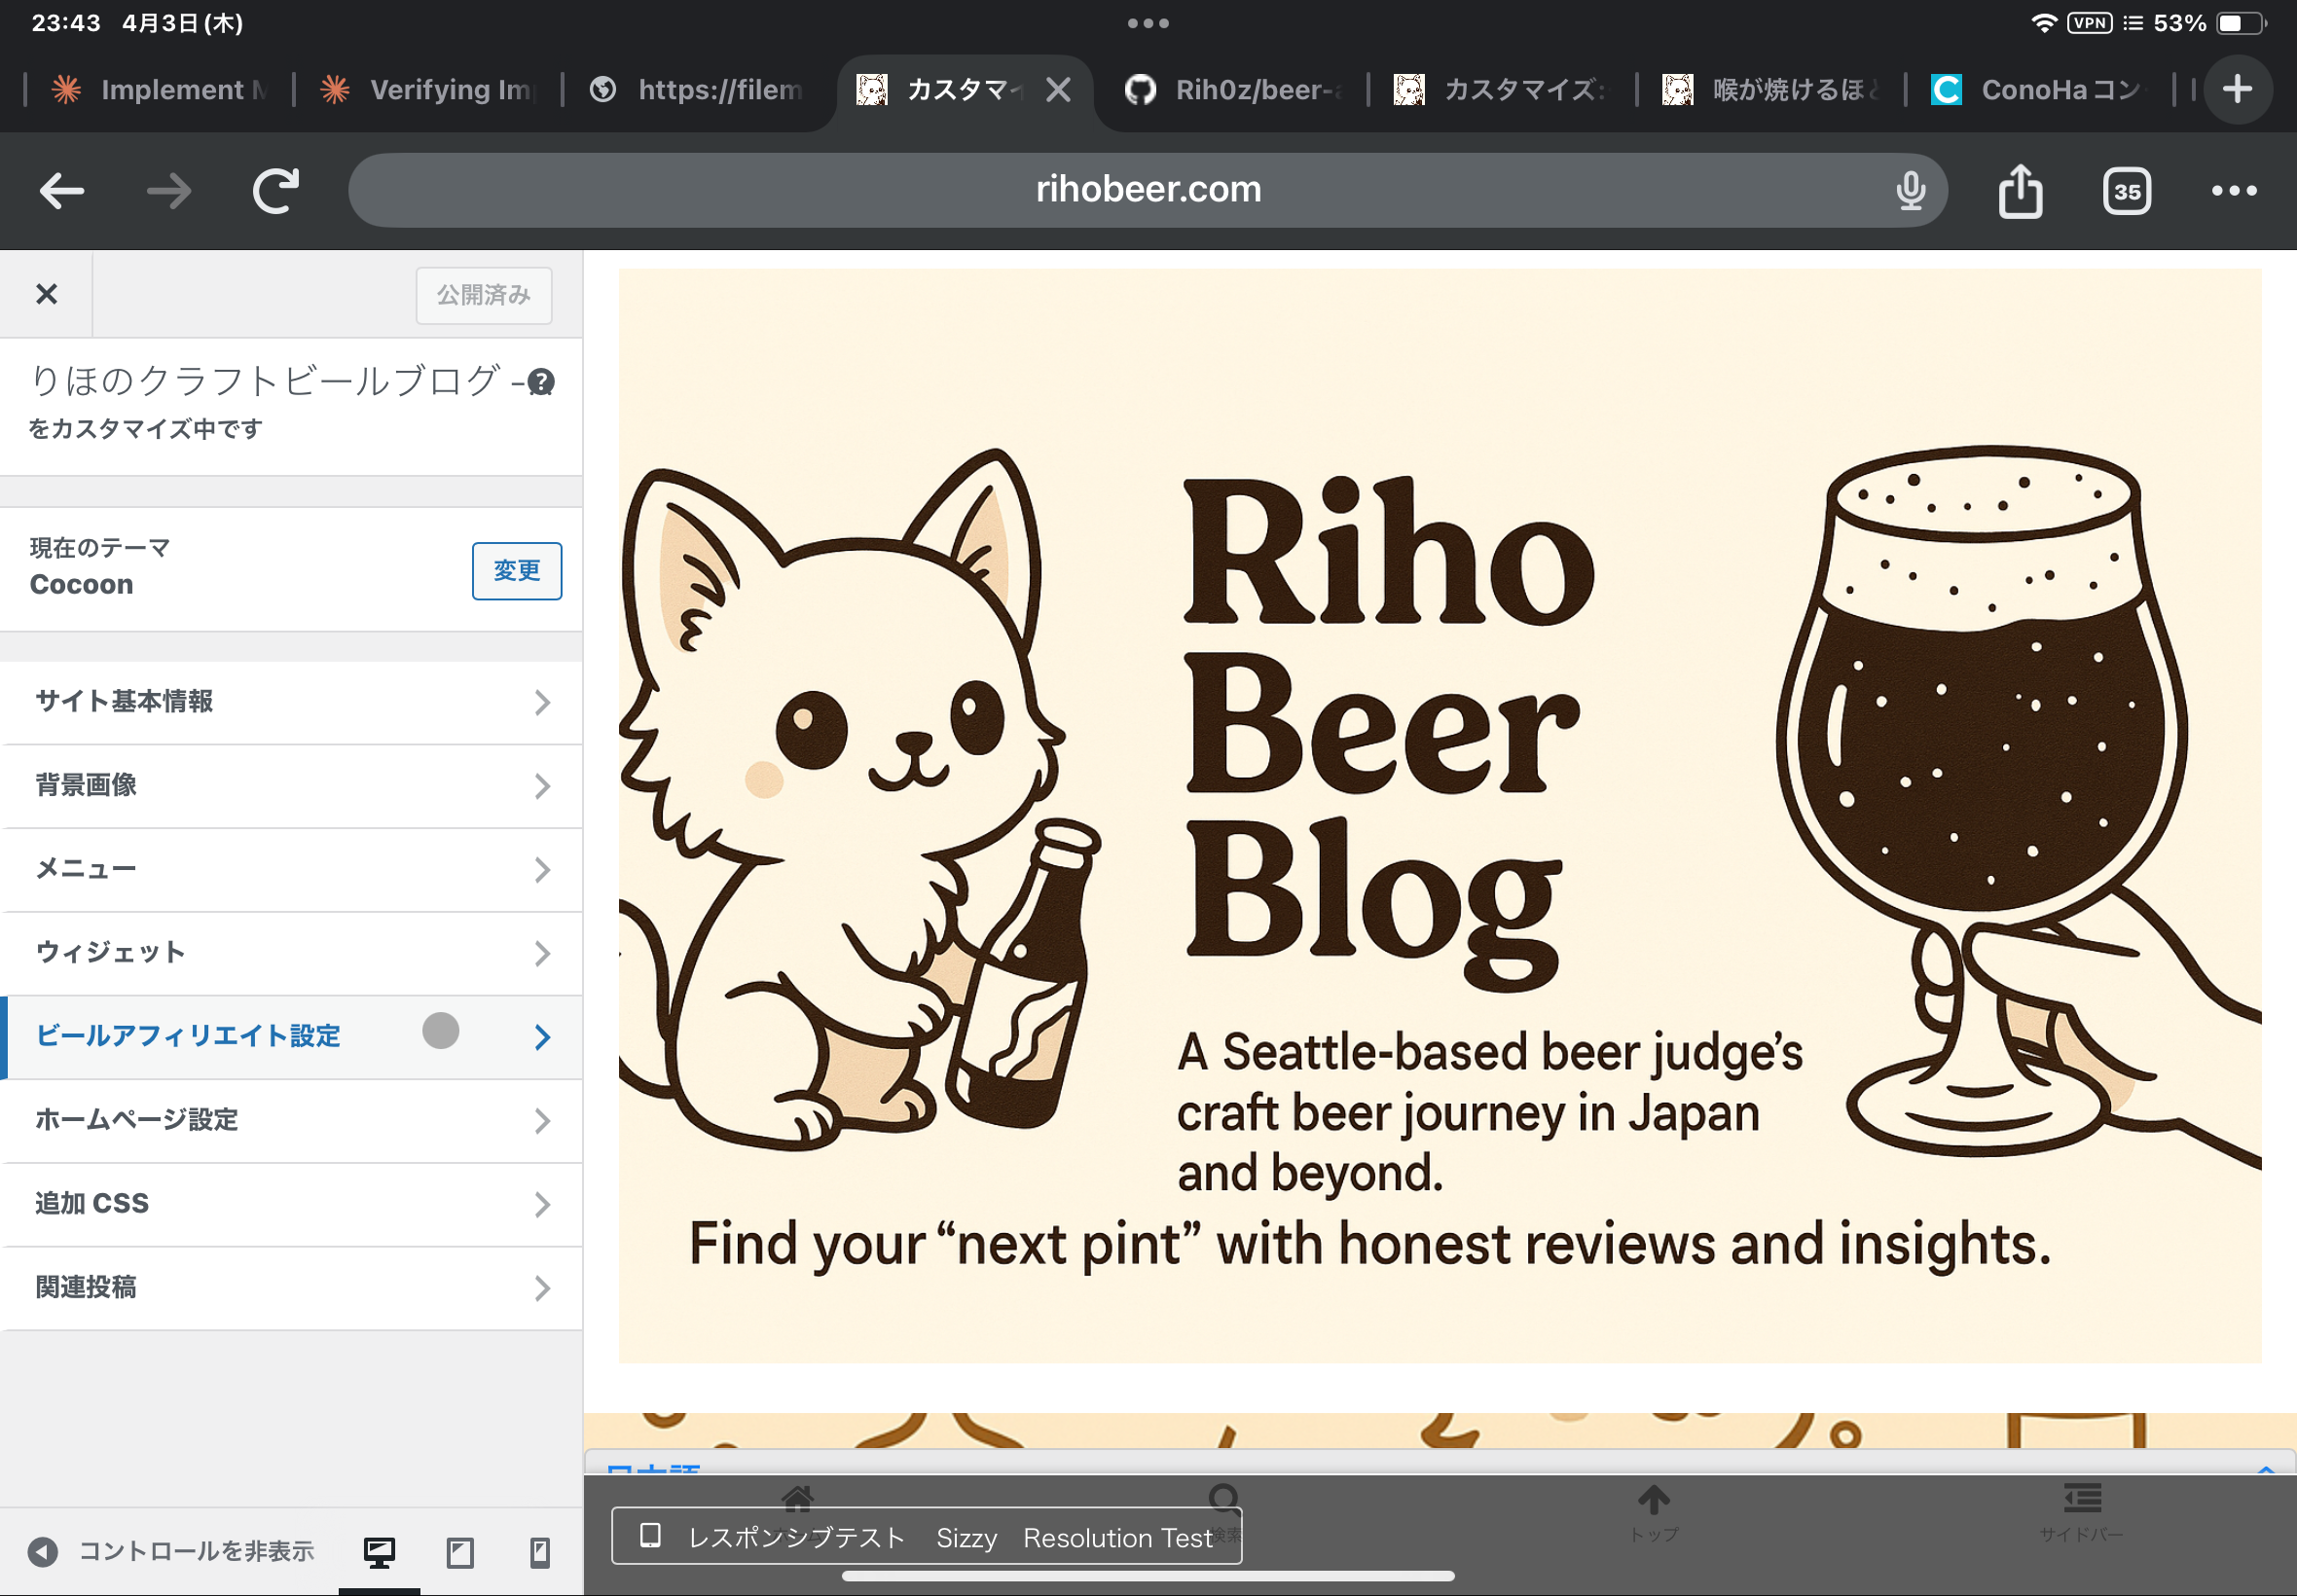 23:43 4月3日(木)
VPN 53%
Implement
Verifying Im
https://filem
カスタマ
Rih0z/beer-
カスタマイズ:
喉が焼けるほ
ConoHa コン
rihobeer.com
35
公開済み
りほのクラフトビールブログ –
をカスタマイズ中です
現在のテーマ
Cocoon
変更
サイト基本情報
背景画像
メニュー
ウィジェット
ビールアフィリエイト設定
ホームページ設定
追加 CSS
関連投稿
コントロールを非表示
Riho
Beer
Blog
A Seattle-based beer judge’s
craft beer journey in Japan
and beyond.
Find your “next pint” with honest reviews and insights.
日本語
検索
トップ
サイドバー
レスポンシブテスト Sizzy Resolution Test